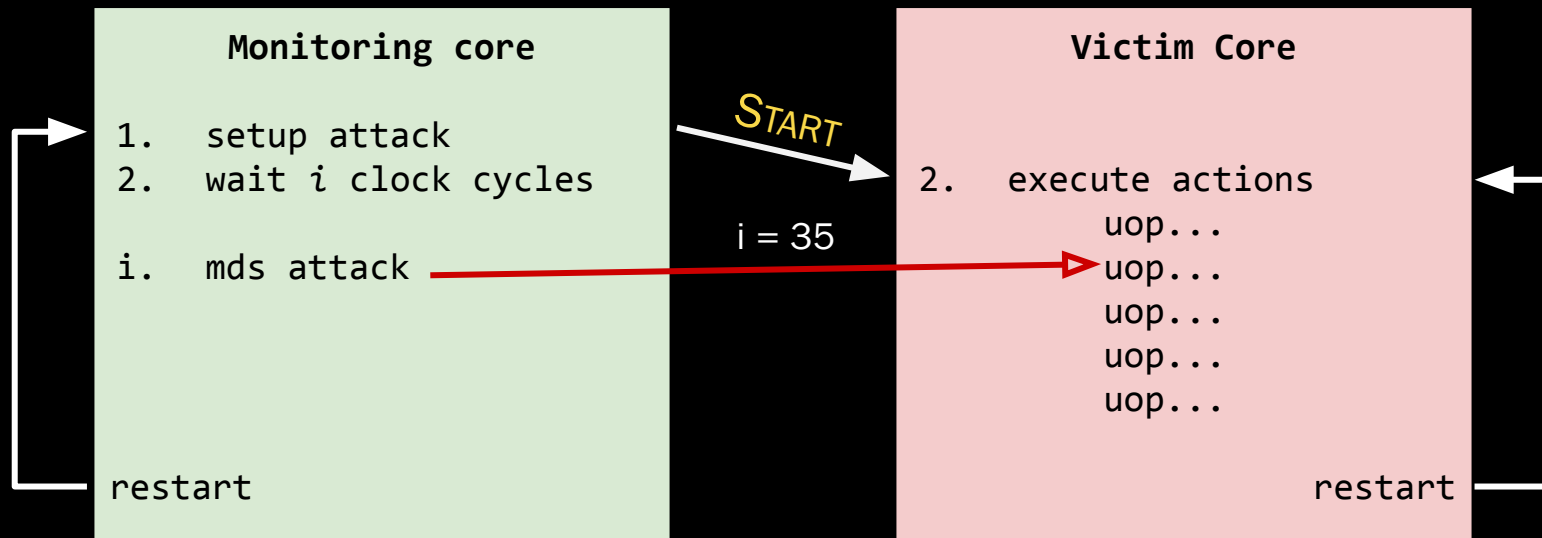 Monitoring core
1. setup attack
2. wait i clock cycles
i. mds attack
restart
START
i = 35
Victim Core
2. execute actions
uop...
uop...
uop...
uop...
uop...
restart